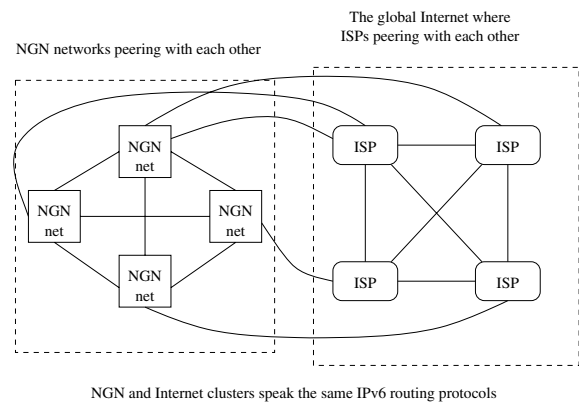 The global Internet where
ISPs peering with each other
NGN networks peering with each other
NGN
net
ISP
ISP
NGN
net
NGN
net
NGN
net
ISP
ISP
NGN and Internet clusters speak the same IPv6 routing protocols